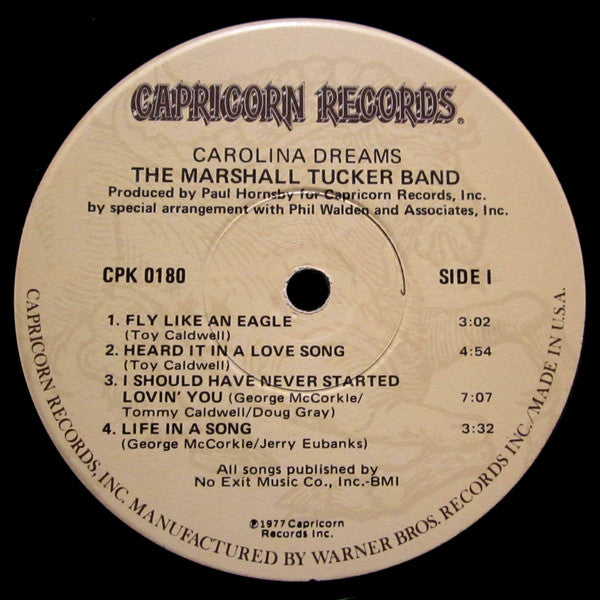 CAPRICORN RECORDS®
CAROLINA DREAMS
THE MARSHALL TUCKER BAND
Produced by Paul Hornsby for Capricorn Records, Inc.
by special arrangement with Phil Walden and Associates, Inc.
CPK 0180
SIDE I
1. FLY LIKE AN EAGLE 3:02
(Toy Caldwell)
2. HEARD IT IN A LOVE SONG 4:54
(Toy Caldwell)
3. I SHOULD HAVE NEVER STARTED
LOVIN' YOU (George McCorkle/ 7:07
Tommy Caldwell/Doug Gray)
4. LIFE IN A SONG 3:32
(George McCorkle/Jerry Eubanks)
All songs published by
No Exit Music Co., Inc.-BMI
℗1977 Capricorn
Records Inc.
CAPRICORN RECORDS, INC. MANUFACTURED BY WARNER BROS. RECORDS INC./MADE IN U.S.A.